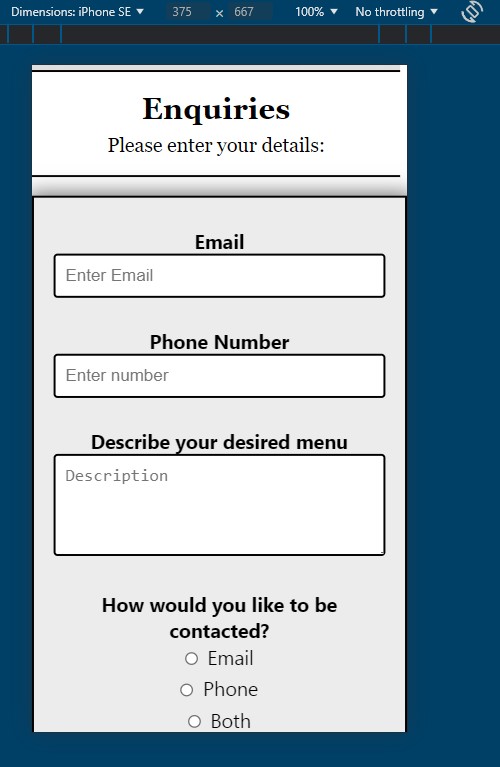 Dimensions: iPhone SE 375 × 667 100% No throttling
Enquiries
Please enter your details:
Email
Enter Email
Phone Number
Enter number
Describe your desired menu
Description
How would you like to be
contacted?
Email
Phone
Both